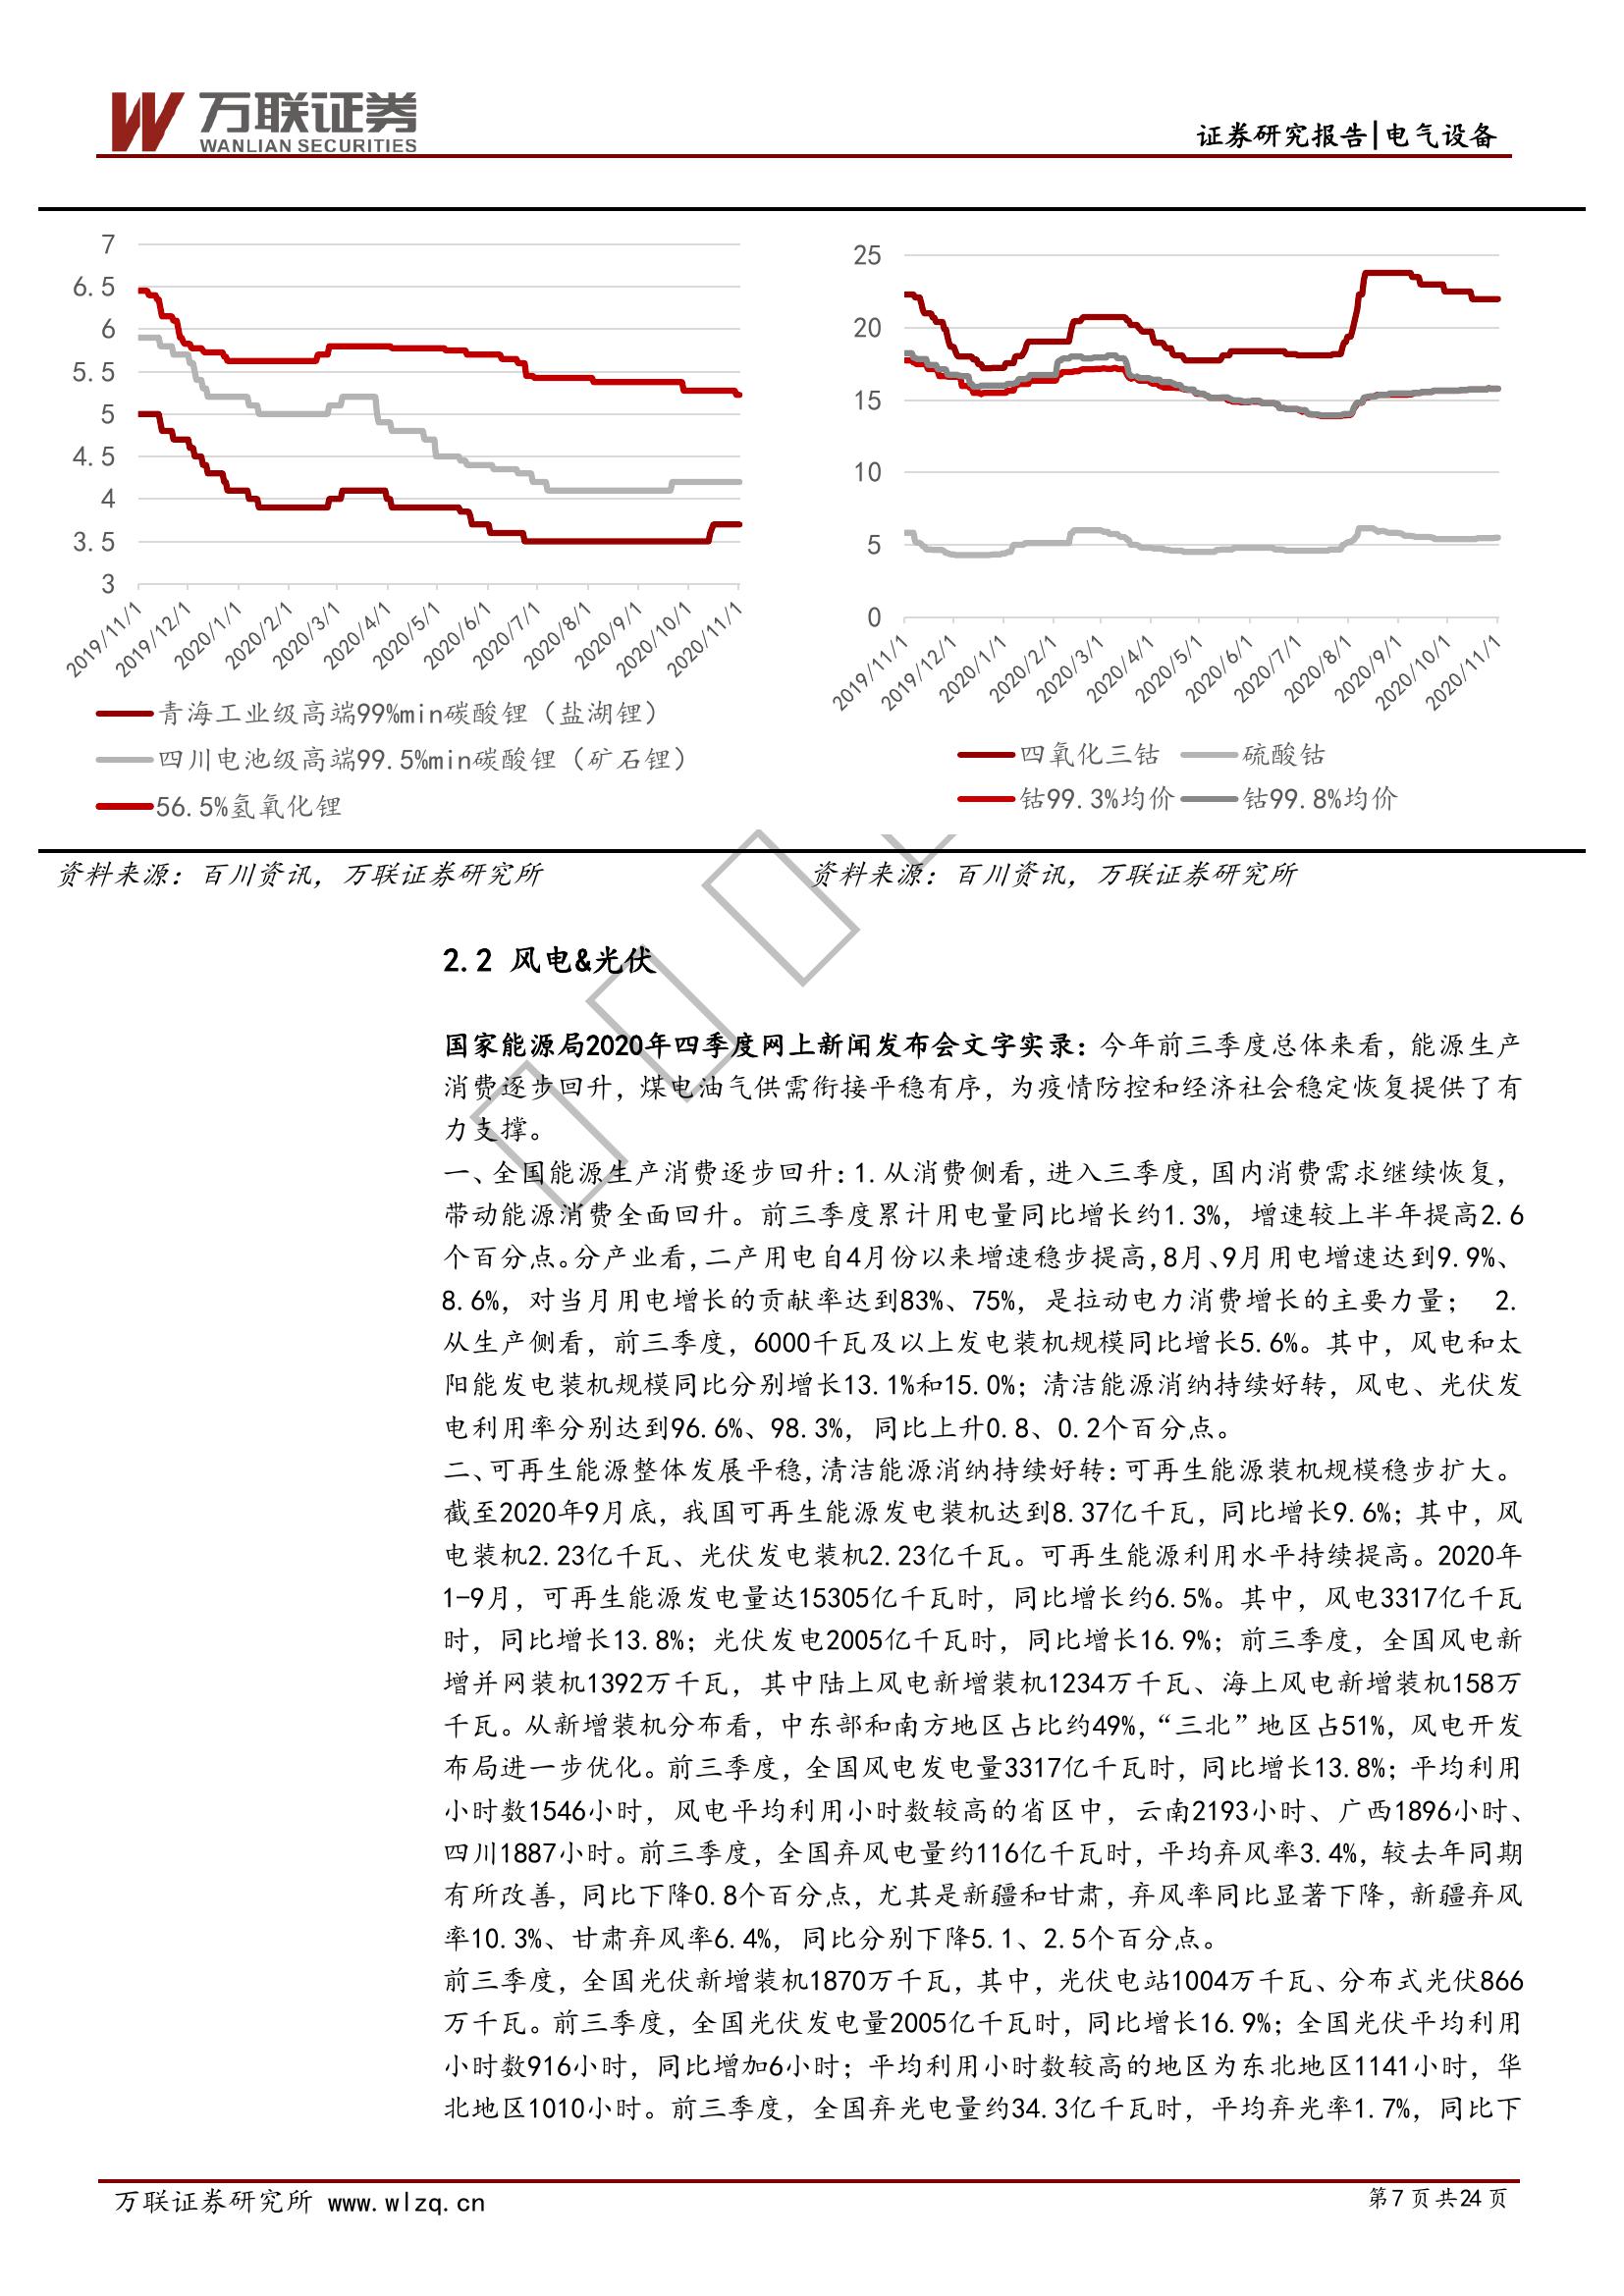 万联证券
WANLIAN SECURITIES
证券研究报告|电气设备
7
6.5
6
5.5
5
4.5
4
3.5
3
2019/11/1
2019/12/1
2020/1/1
2020/2/1
2020/3/1
2020/4/1
2020/5/1
2020/6/1
2020/7/1
2020/8/1
2020/9/1
2020/10/1
2020/11/1
青海工业级高端99%min碳酸锂（盐湖锂）
四川电池级高端99.5%min碳酸锂（矿石锂）
56.5%氢氧化锂
25
20
15
10
5
0
2019/11/1
2019/12/1
2020/1/1
2020/2/1
2020/3/1
2020/4/1
2020/5/1
2020/6/1
2020/7/1
2020/8/1
2020/9/1
2020/10/1
2020/11/1
四氧化三钴 硫酸钴
钴99.3%均价 钴99.8%均价
资料来源：百川资讯，万联证券研究所
资料来源：百川资讯，万联证券研究所
2.2 风电&光伏
国家能源局2020年四季度网上新闻发布会文字实录：今年前三季度总体来看，能源生产
消费逐步回升，煤电油气供需衔接平稳有序，为疫情防控和经济社会稳定恢复提供了有
力支撑。
一、全国能源生产消费逐步回升：1.从消费侧看，进入三季度，国内消费需求继续恢复，
带动能源消费全面回升。前三季度累计用电量同比增长约1.3%，增速较上半年提高2.6
个百分点。分产业看，二产用电自4月份以来增速稳步提高，8月、9月用电增速达到9.9%、
8.6%，对当月用电增长的贡献率达到83%、75%，是拉动电力消费增长的主要力量； 2.
从生产侧看，前三季度，6000千瓦及以上发电装机规模同比增长5.6%。其中，风电和太
阳能发电装机规模同比分别增长13.1%和15.0%；清洁能源消纳持续好转，风电、光伏发
电利用率分别达到96.6%、98.3%，同比上升0.8、0.2个百分点。
二、可再生能源整体发展平稳，清洁能源消纳持续好转：可再生能源装机规模稳步扩大。
截至2020年9月底，我国可再生能源发电装机达到8.37亿千瓦，同比增长9.6%；其中，风
电装机2.23亿千瓦、光伏发电装机2.23亿千瓦。可再生能源利用水平持续提高。2020年
1-9月，可再生能源发电量达15305亿千瓦时，同比增长约6.5%。其中，风电3317亿千瓦
时，同比增长13.8%；光伏发电2005亿千瓦时，同比增长16.9%；前三季度，全国风电新
增并网装机1392万千瓦，其中陆上风电新增装机1234万千瓦、海上风电新增装机158万
千瓦。从新增装机分布看，中东部和南方地区占比约49%，“三北”地区占51%，风电开发
布局进一步优化。前三季度，全国风电发电量3317亿千瓦时，同比增长13.8%；平均利用
小时数1546小时，风电平均利用小时数较高的省区中，云南2193小时、广西1896小时、
四川1887小时。前三季度，全国弃风电量约116亿千瓦时，平均弃风率3.4%，较去年同期
有所改善，同比下降0.8个百分点，尤其是新疆和甘肃，弃风率同比显著下降，新疆弃风
率10.3%、甘肃弃风率6.4%，同比分别下降5.1、2.5个百分点。
前三季度，全国光伏新增装机1870万千瓦，其中，光伏电站1004万千瓦、分布式光伏866
万千瓦。前三季度，全国光伏发电量2005亿千瓦时，同比增长16.9%；全国光伏平均利用
小时数916小时，同比增加6小时；平均利用小时数较高的地区为东北地区1141小时，华
北地区1010小时。前三季度，全国弃光电量约34.3亿千瓦时，平均弃光率1.7%，同比下
万联证券研究所 www.wlzq.cn
第7页共24页